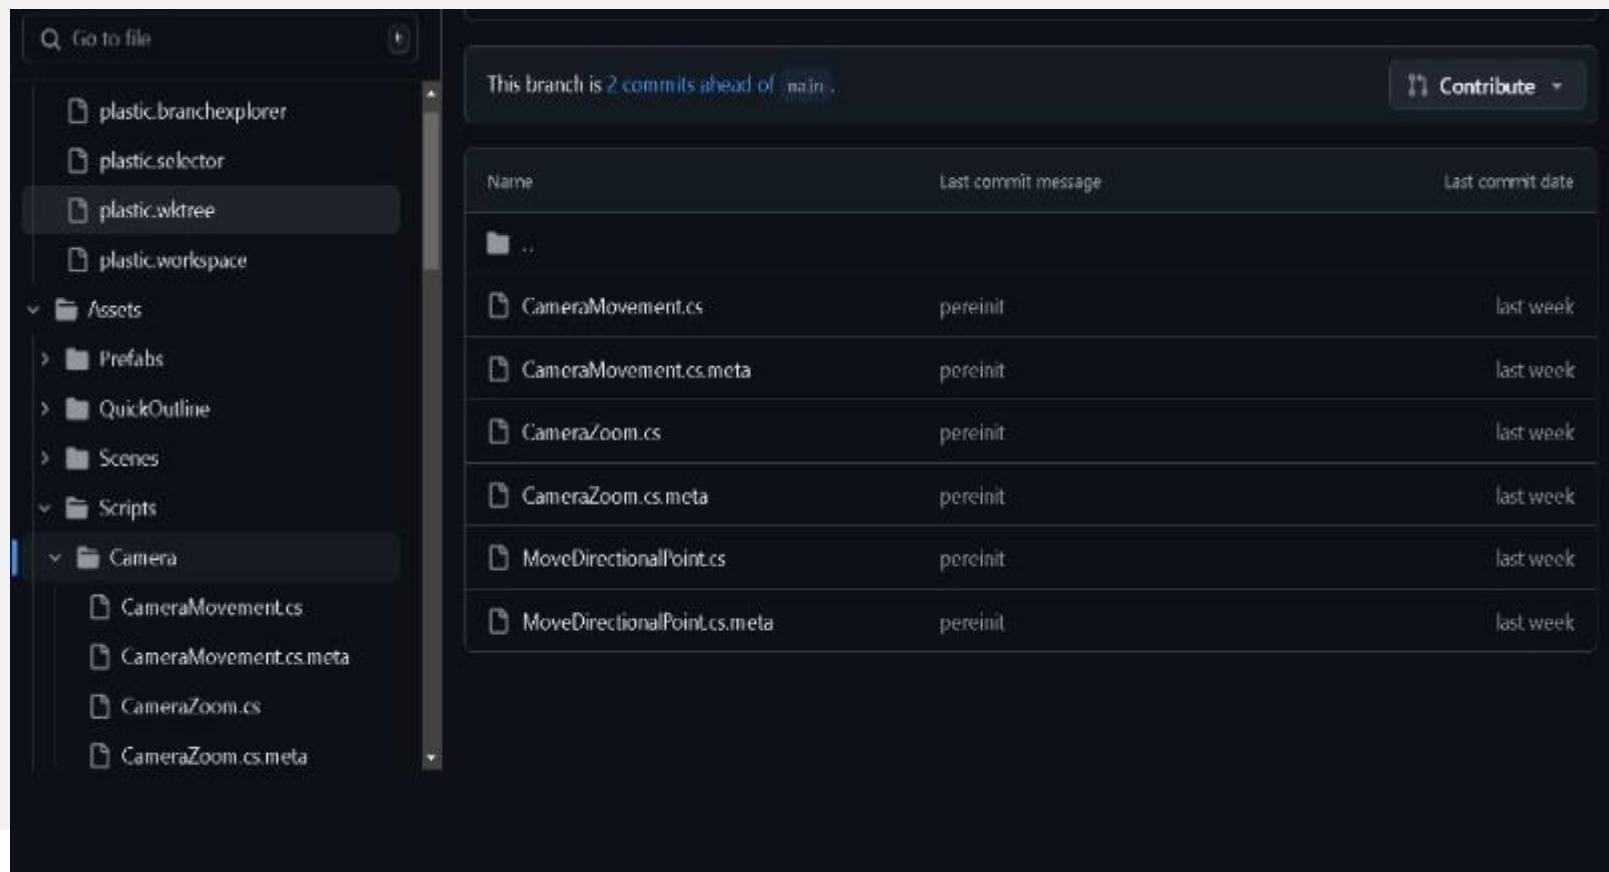 Go to file
plastic.branchexplorer
plastic.selector
plastic.wktree
plastic.workspace
Assets
Prefabs
QuickOutline
Scenes
Scripts
Camera
CameraMovement.cs
CameraMovement.cs.meta
CameraZoom.cs
CameraZoom.cs.meta
This branch is 2 commits ahead of main .
Contribute
Name Last commit message Last commit date
..
CameraMovement.cs pereinit last week
CameraMovement.cs.meta pereinit last week
CameraZoom.cs pereinit last week
CameraZoom.cs.meta pereinit last week
MoveDirectionalPoint.cs pereinit last week
MoveDirectionalPoint.cs.meta pereinit last week